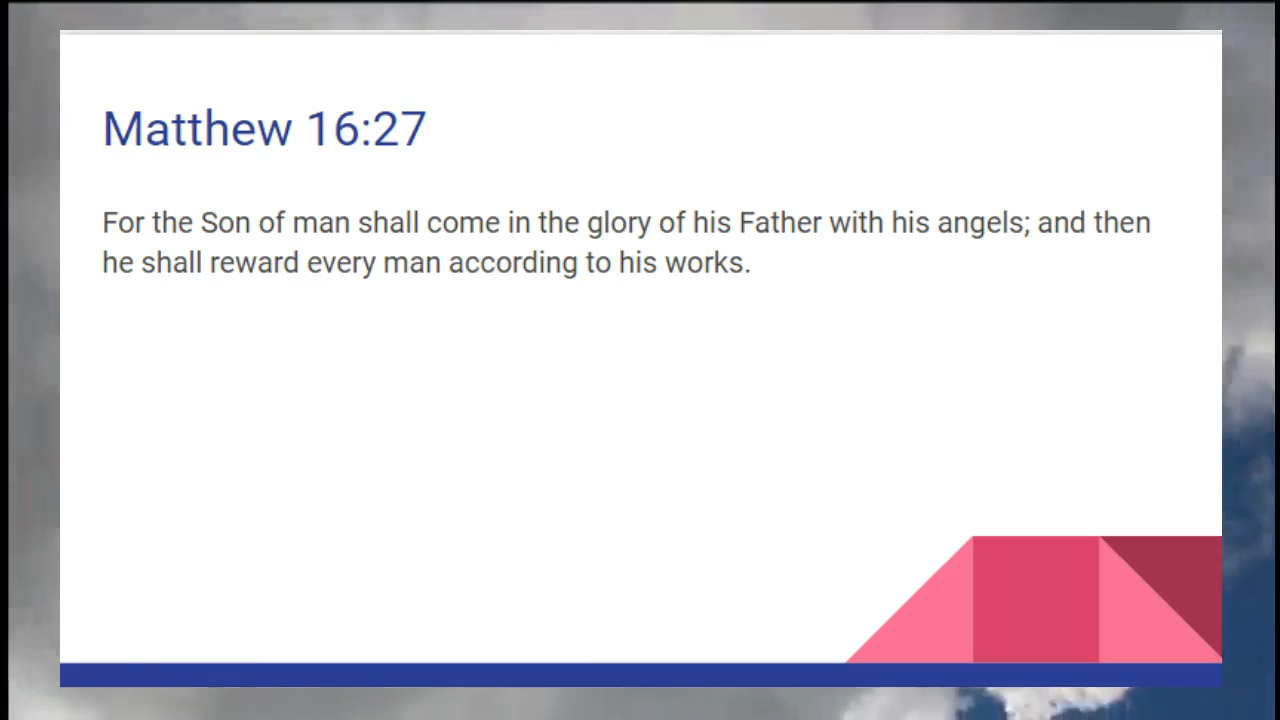 Matthew 16:27
For the Son of man shall come in the glory of his Father with his angels; and then
he shall reward every man according to his works.